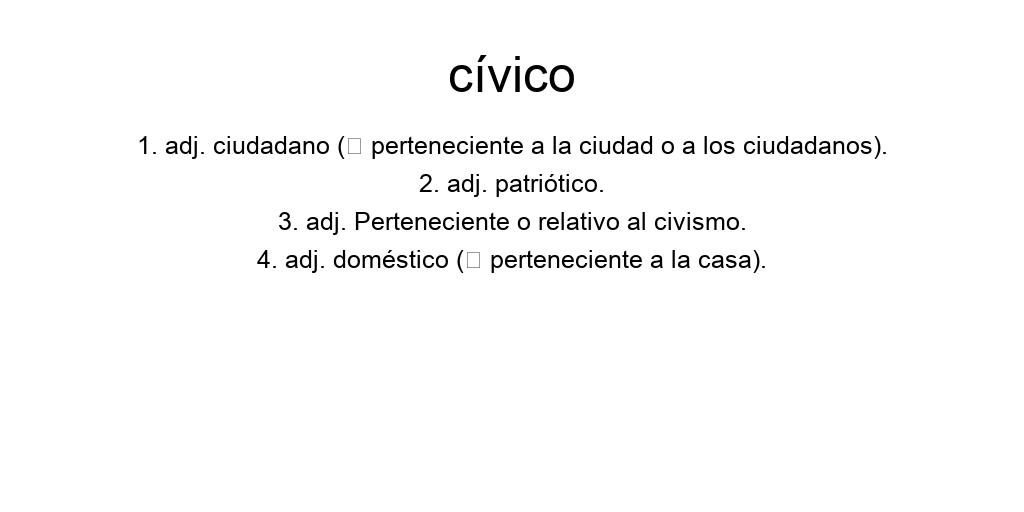 cívico
1. adj. ciudadano (□ perteneciente a la ciudad o a los ciudadanos).
2. adj. patriótico.
3. adj. Perteneciente o relativo al civismo.
4. adj. doméstico (□ perteneciente a la casa).